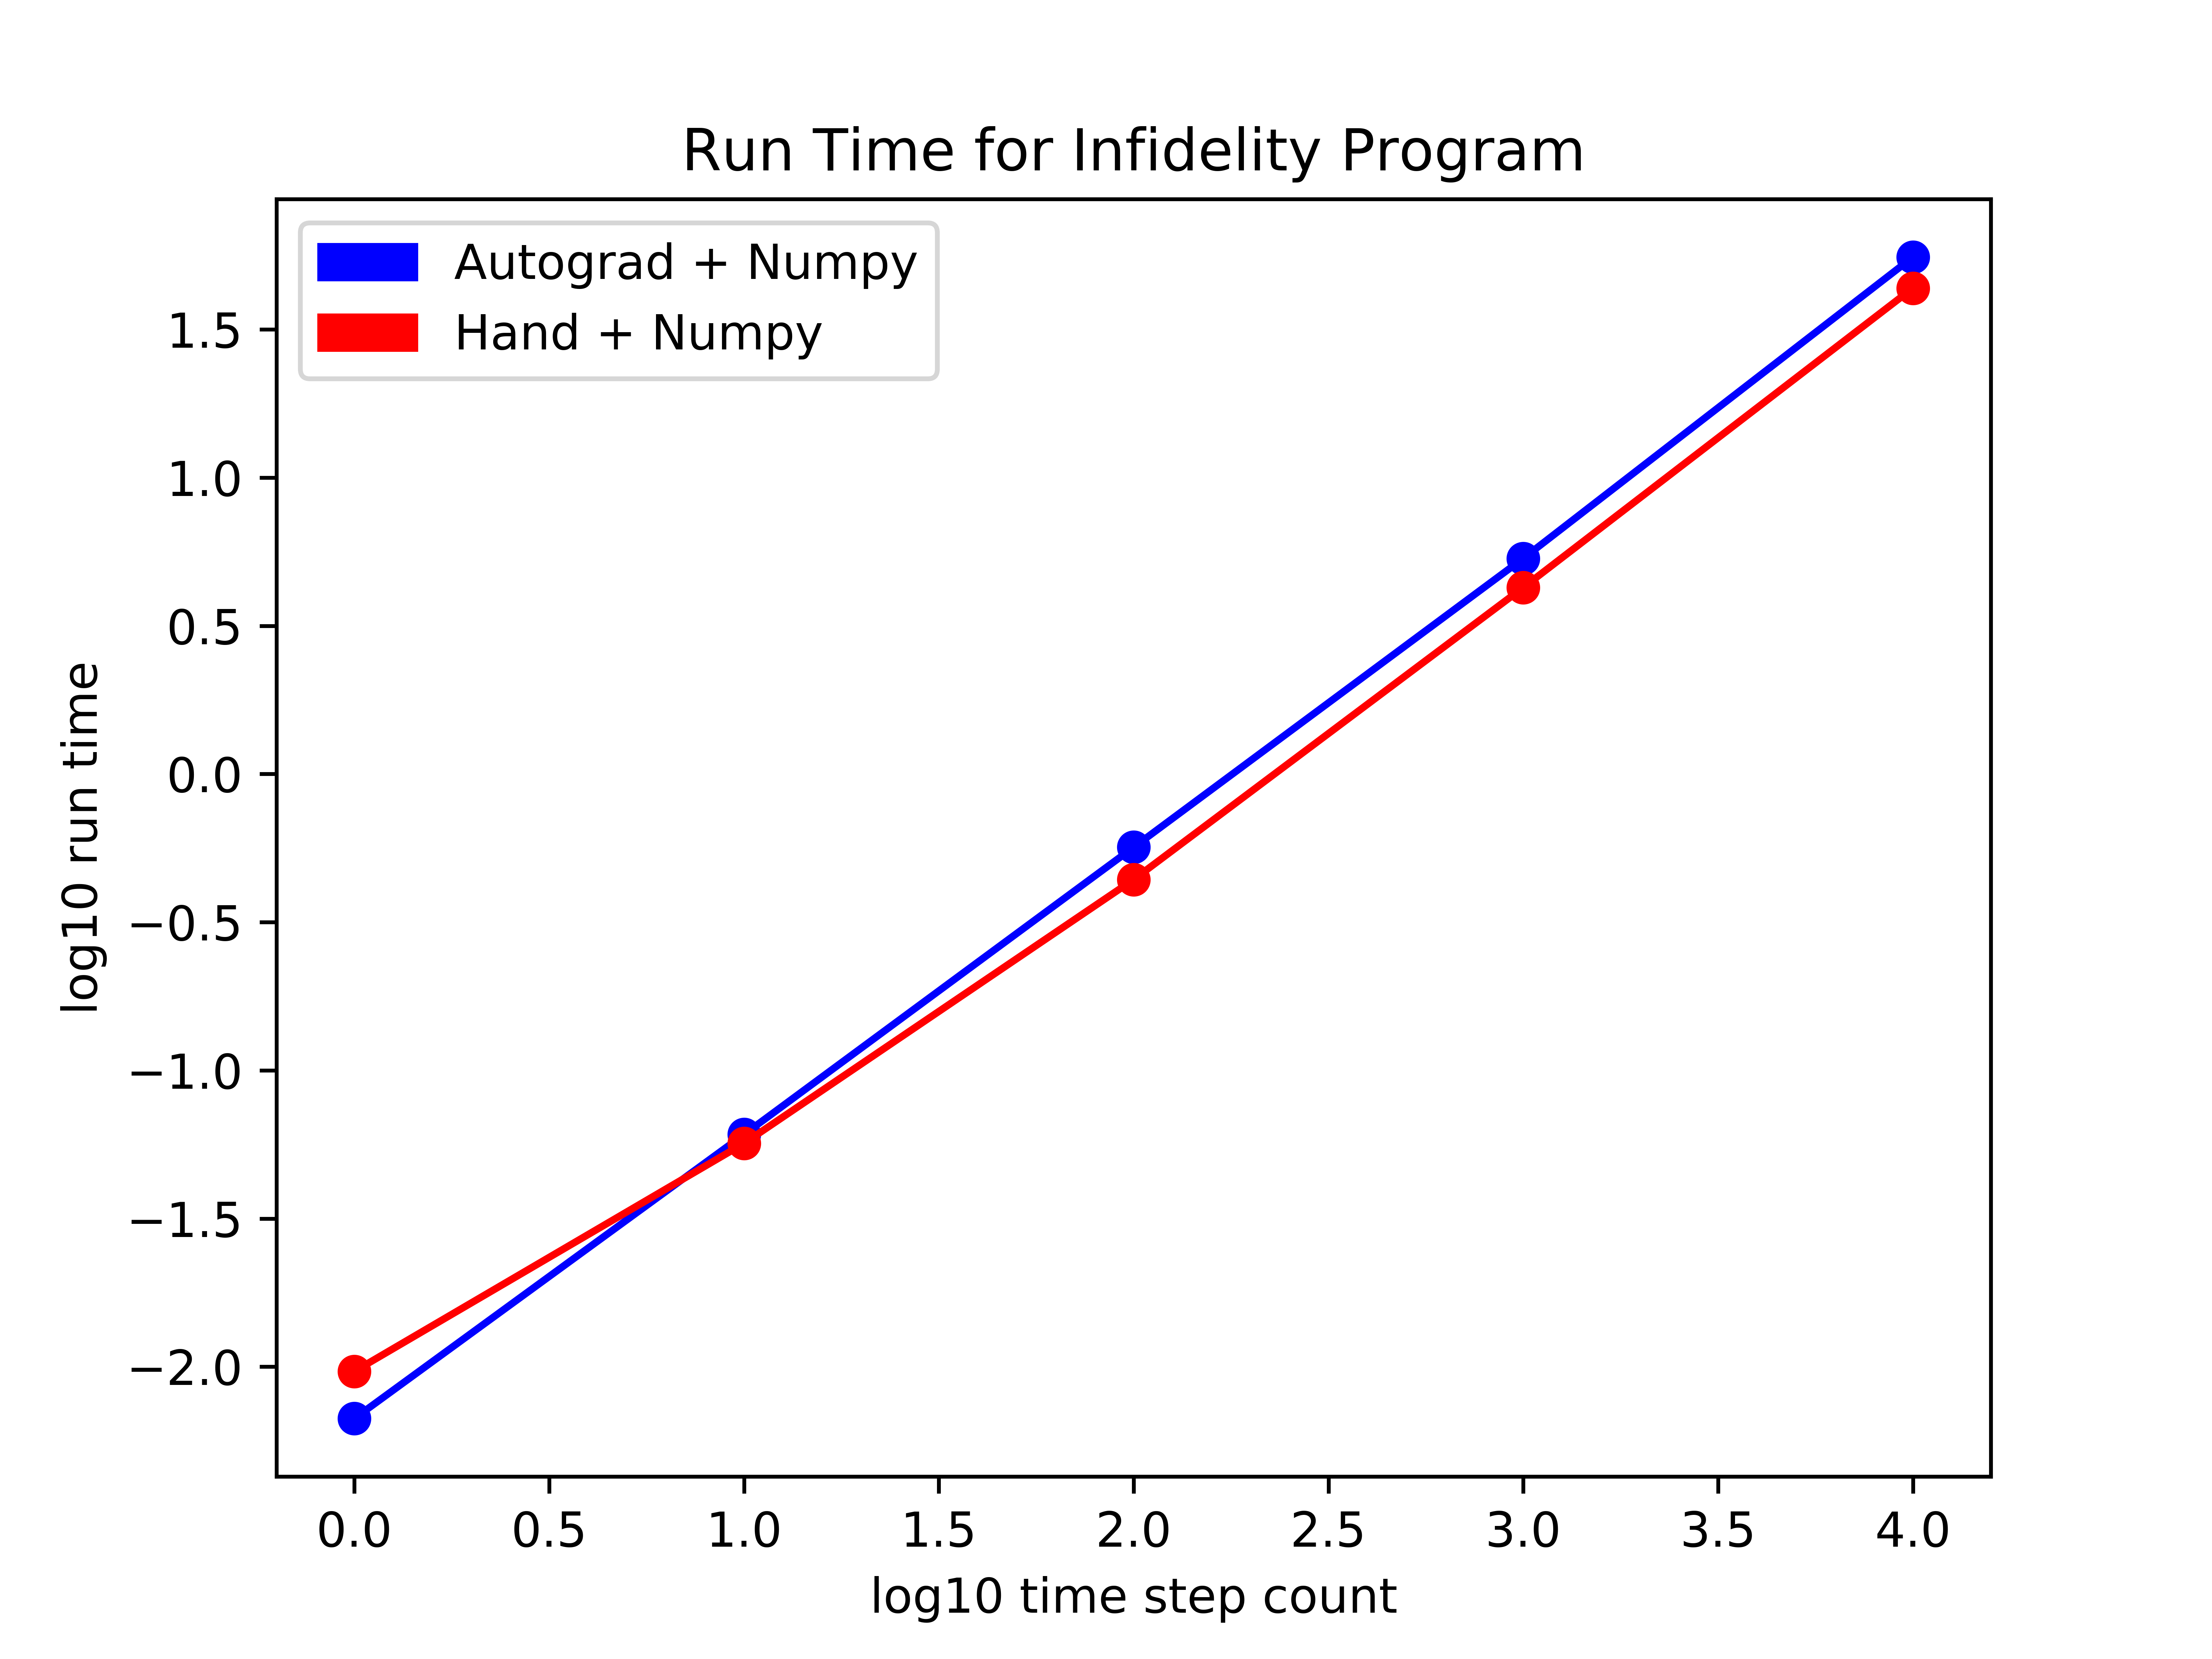 Run Time for Infidelity Program
Autograd + Numpy
Hand + Numpy
log10 run time
1.5
1.0
0.5
0.0
−0.5
−1.0
−1.5
−2.0
0.0 0.5 1.0 1.5 2.0 2.5 3.0 3.5 4.0
log10 time step count